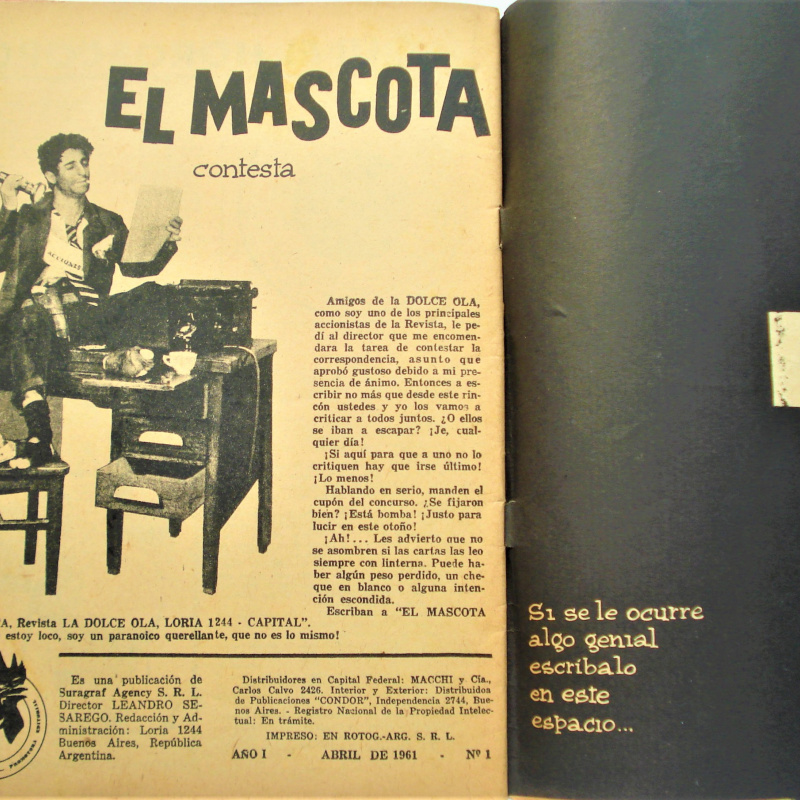 EL MASCOTA
contesta
ACCIONIS
Amigos de la DOLCE OLA,
como soy uno de los principales
accionistas de la Revista, le pe-
dí al director que me encomen-
dara la tarea de contestar la
correspondencia, asunto que
aprobó gustoso debido a mi pre-
sencia de ánimo. Entonces a es-
cribir no más que desde este rin-
cón ustedes y yo los vamos a
criticar a todos juntos. ¿O ellos
se iban a escapar? ¡Je, cual-
quier día!
¡Si aquí para que a uno no lo
critiquen hay que irse último!
¡Lo menos!
Hablando en serio, manden el
cupón del concurso. ¿Se fijaron
bien? ¡Está bomba! ¡Justo para
lucir en este otoño!
¡Ah!... Les advierto que no
se asombren si las cartas las leo
siempre con linterna. Puede ha-
ber algún peso perdido, un che-
que en blanco o alguna inten-
ción escondida.
Escriban a "EL MASCOTA
A, Revista LA DOLCE OLA, LORIA 1244 - CAPITAL".
estoy loco, soy un paranoico querellante, que no es lo mismo!
Es una publicación de
Suragraf Agency S. R. L.
Director LEANDRO SE-
SAREGO. Redacción y Ad-
ministración: Loria 1244
Buenos Aires, República
Argentina.
Distribuidores en Capital Federal: MACCHI y Cía.,
Carlos Calvo 2426. Interior y Exterior: Distribuidoa
de Publicaciones "CONDOR", Independencia 2744, Bue-
nos Aires. - Registro Nacional de la Propiedad Intelec-
tual: En trámite.
IMPRESO: EN ROTOG.-ARG. S. R. L.
AÑO I - ABRIL DE 1961 - Nº 1
Si se le ocurre
algo genial
escríbalo
en este
espacio...